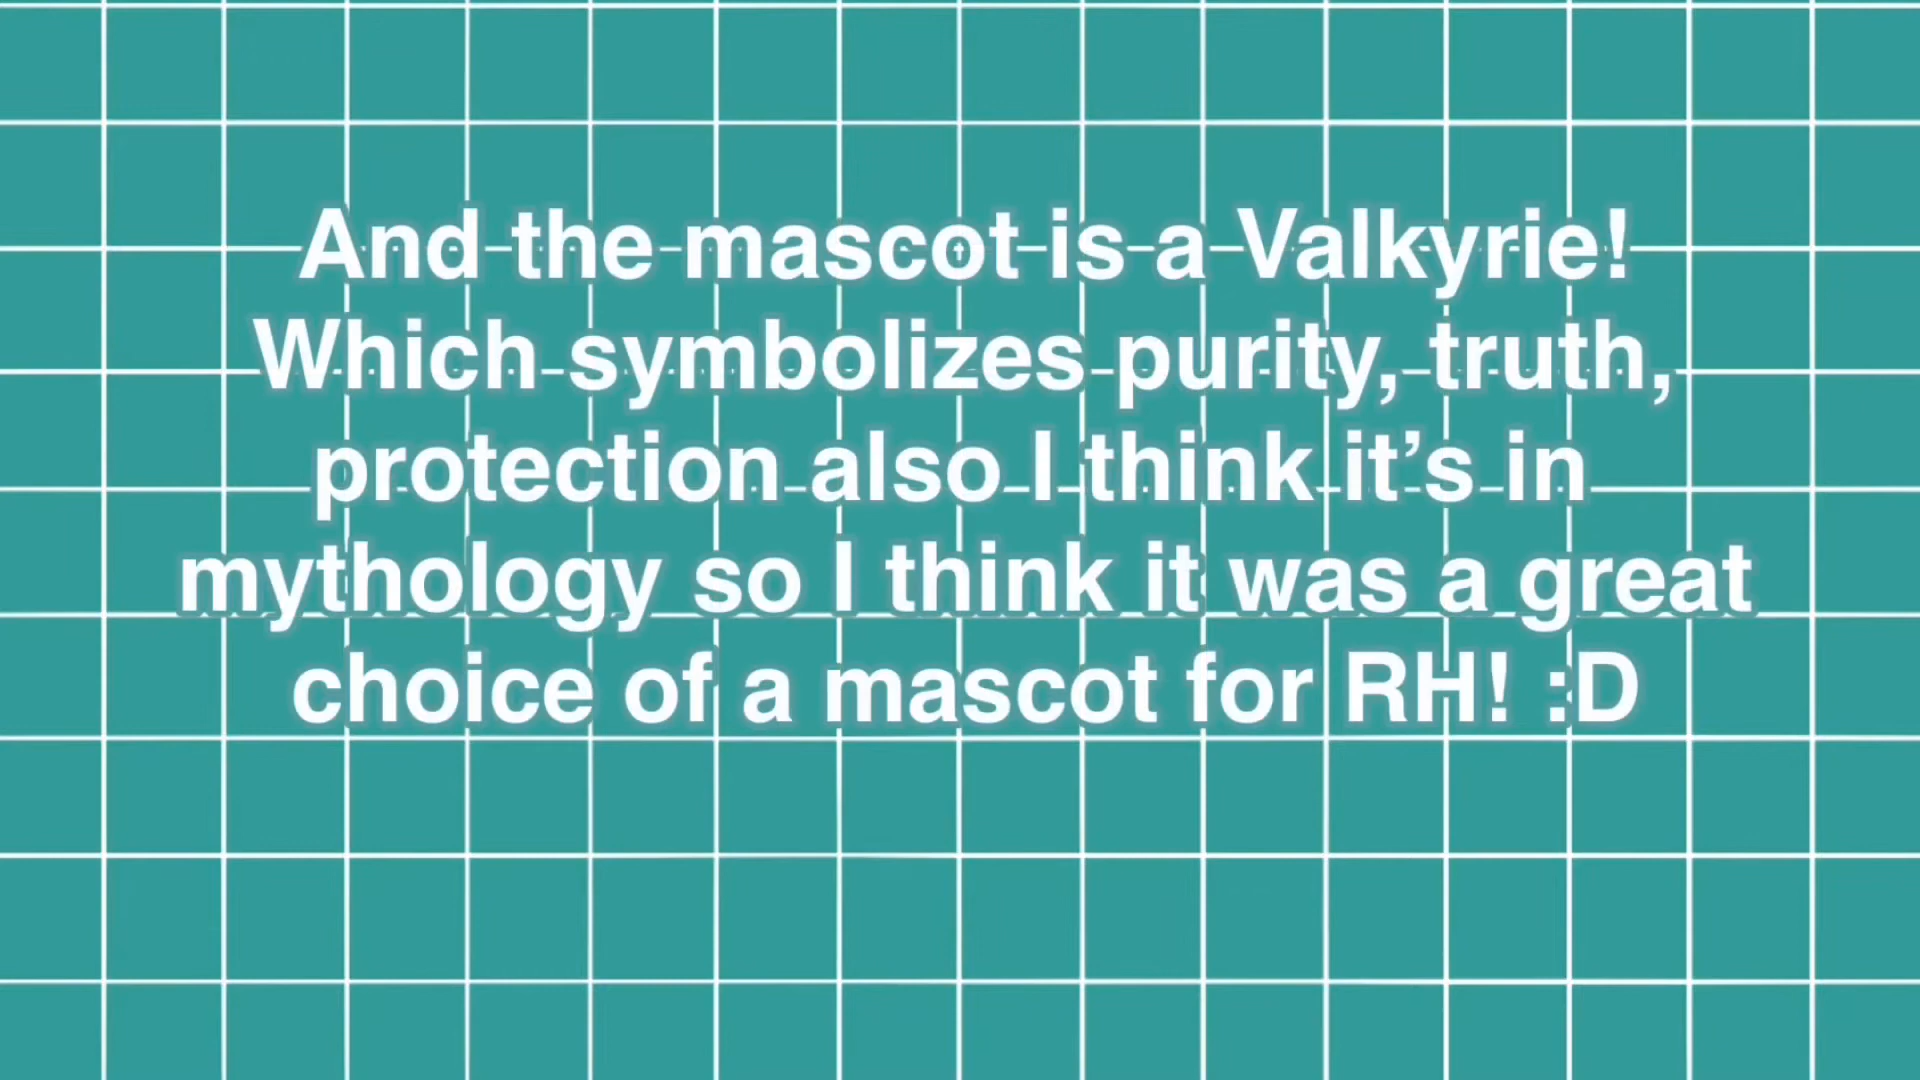 And the mascot is a Valkyrie!
Which symbolizes purity, truth,
protection also I think it’s in
mythology so I think it was a great
choice of a mascot for RH! :D